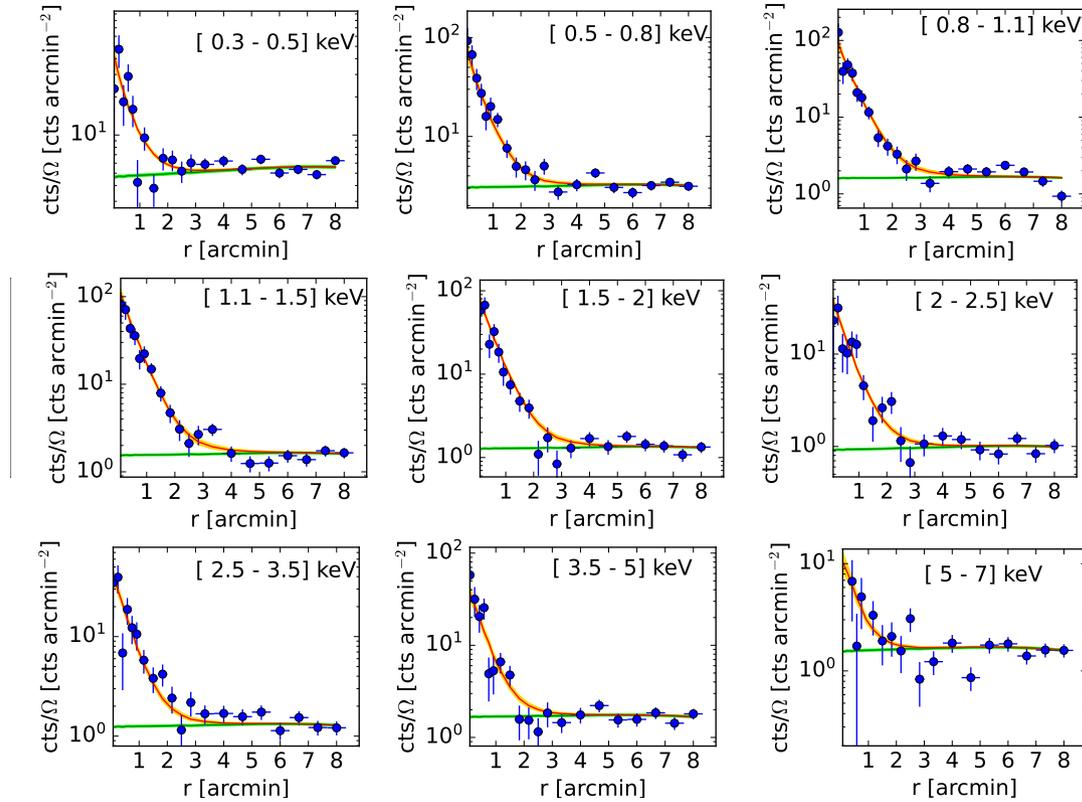 [ 0.3 - 0.5] keV
cts/Ω [cts arcmin⁻²]
10¹
1 2 3 4 5 6 7 8
r [arcmin]
[ 0.5 - 0.8] keV
cts/Ω [cts arcmin⁻²]
10²
10¹
1 2 3 4 5 6 7 8
r [arcmin]
[ 0.8 - 1.1] keV
cts/Ω [cts arcmin⁻²]
10²
10¹
10⁰
1 2 3 4 5 6 7 8
r [arcmin]
[ 1.1 - 1.5] keV
cts/Ω [cts arcmin⁻²]
10²
10¹
10⁰
1 2 3 4 5 6 7 8
r [arcmin]
[ 1.5 - 2] keV
cts/Ω [cts arcmin⁻²]
10²
10¹
10⁰
1 2 3 4 5 6 7 8
r [arcmin]
[ 2 - 2.5] keV
cts/Ω [cts arcmin⁻²]
10¹
10⁰
1 2 3 4 5 6 7 8
r [arcmin]
[ 2.5 - 3.5] keV
cts/Ω [cts arcmin⁻²]
10¹
10⁰
1 2 3 4 5 6 7 8
r [arcmin]
[ 3.5 - 5] keV
cts/Ω [cts arcmin⁻²]
10²
10¹
10⁰
1 2 3 4 5 6 7 8
r [arcmin]
[ 5 - 7] keV
cts/Ω [cts arcmin⁻²]
10¹
10⁰
1 2 3 4 5 6 7 8
r [arcmin]